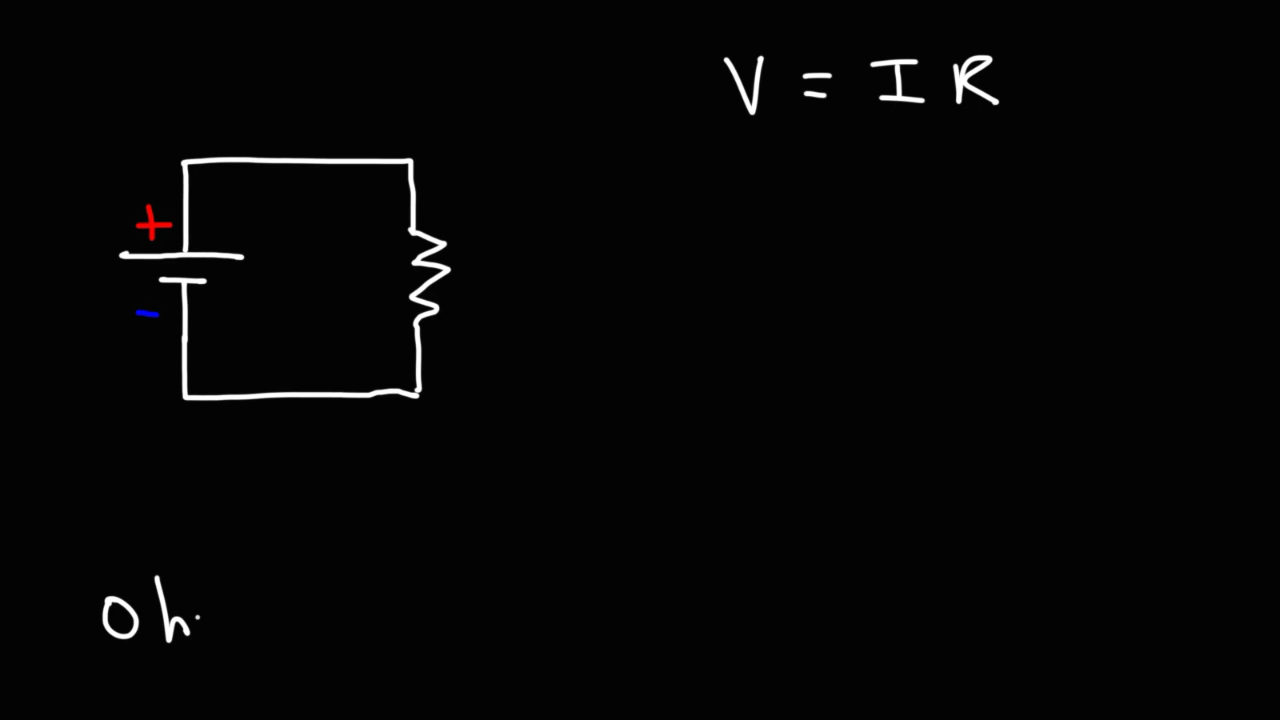 V = I R
+
-
Oh